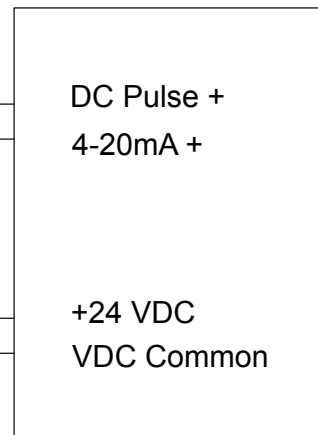 DC Pulse +
4-20mA +
+24 VDC
VDC Common